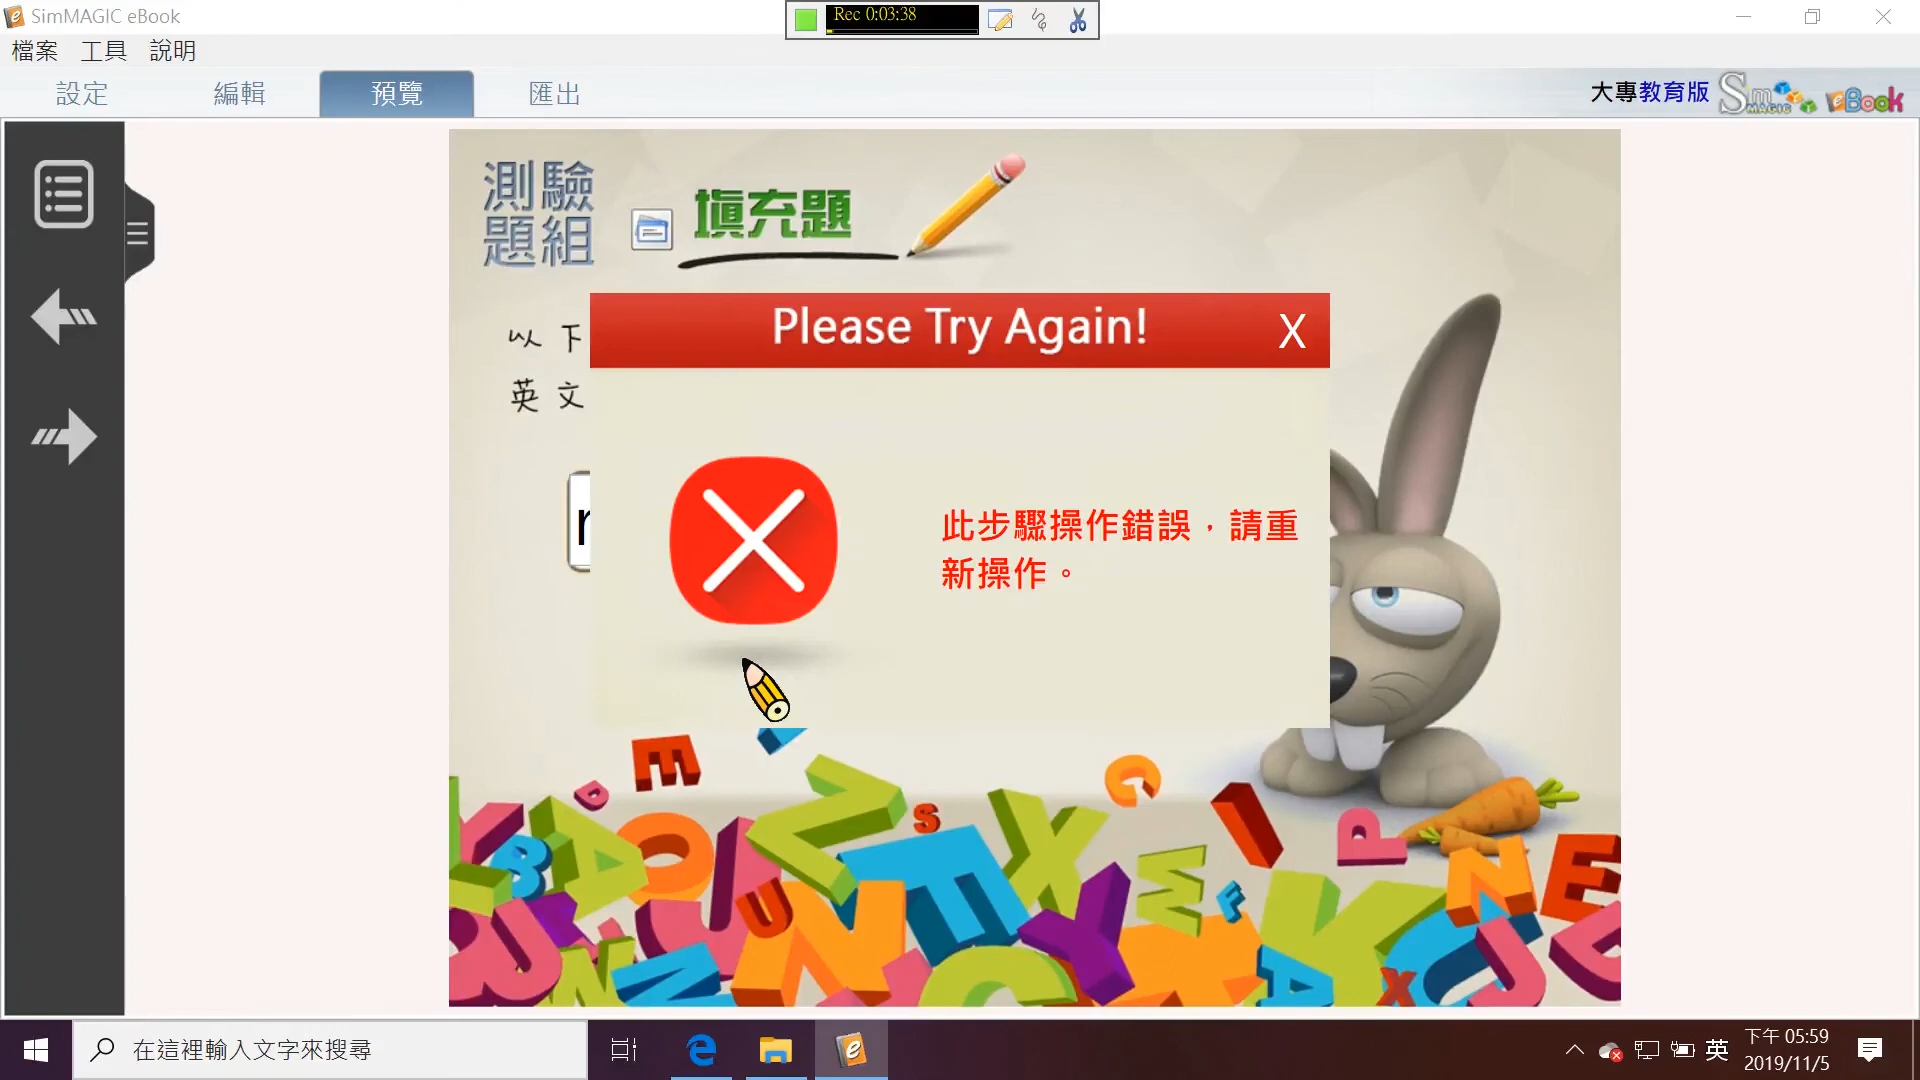 SimMAGIC eBook
Rec 0:03:38
檔案 工具 說明
設定 編輯 預覽 匯出
大專教育版 SimMAGIC eBook
測驗
題組
填充題
以下
英文
Please Try Again! X
此步驟操作錯誤，請重
新操作。
在這裡輸入文字來搜尋
英
下午 05:59
2019/11/5